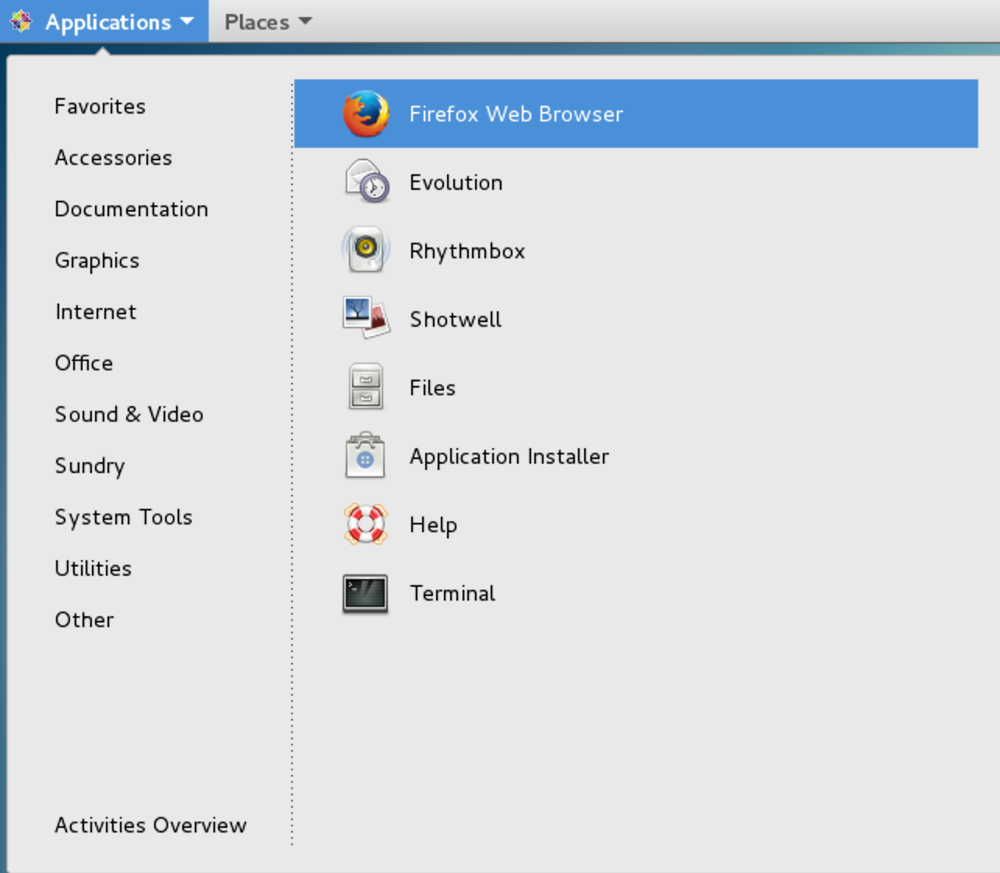 Applications Places
Favorites
Accessories
Documentation
Graphics
Internet
Office
Sound & Video
Sundry
System Tools
Utilities
Other
Activities Overview
Firefox Web Browser
Evolution
Rhythmbox
Shotwell
Files
Application Installer
Help
Terminal